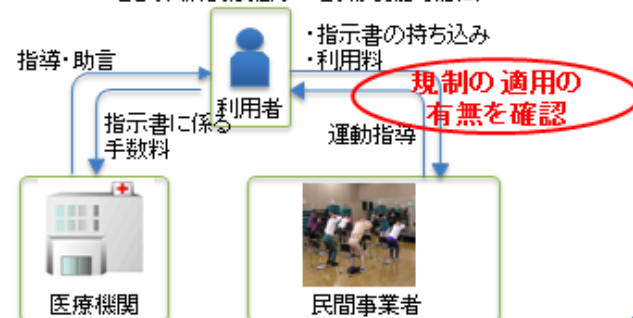 ・指示書の持ち込み
・利用料
指導・助言
規制の適用の
有無を確認
利用者
指示書に係る
手数料
運動指導
医療機関
民間事業者